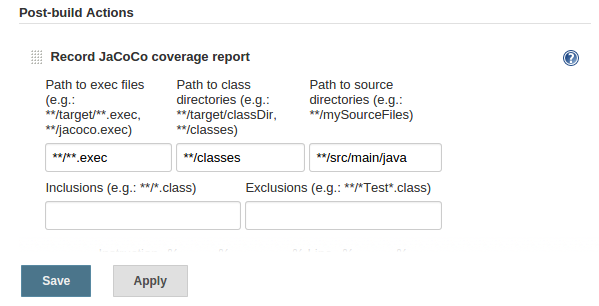 Post-build Actions
Record JaCoCo coverage report
?
Path to exec files
(e.g.:
**/target/**.exec,
**/jacoco.exec)
Path to class
directories (e.g.:
**/target/classDir,
**/classes)
Path to source
directories (e.g.:
**/mySourceFiles)
**/**.exec
**/classes
**/src/main/java
Inclusions (e.g.: **/*.class)
Exclusions (e.g.: **/*Test*.class)
Save
Apply